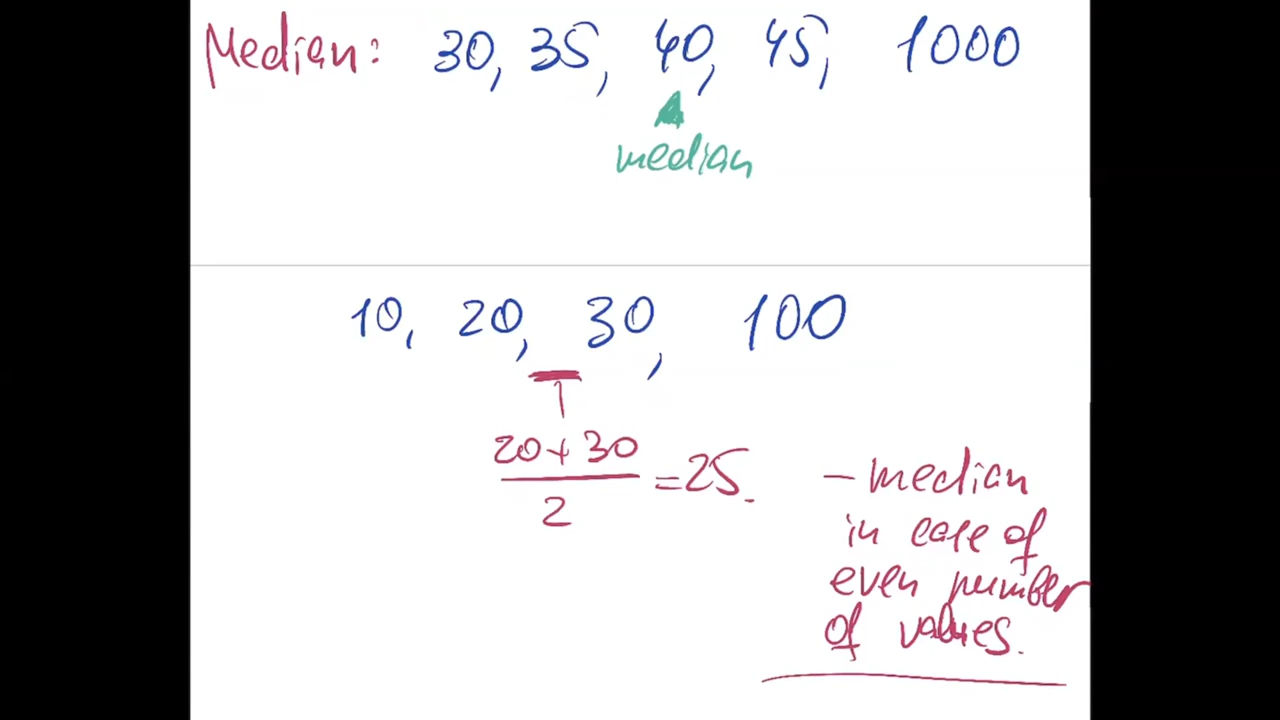 Median: 30, 35, 40, 45, 1000
median
10, 20, 30, 100
20+30
=25.
2
- median
in case of
even number
of values.